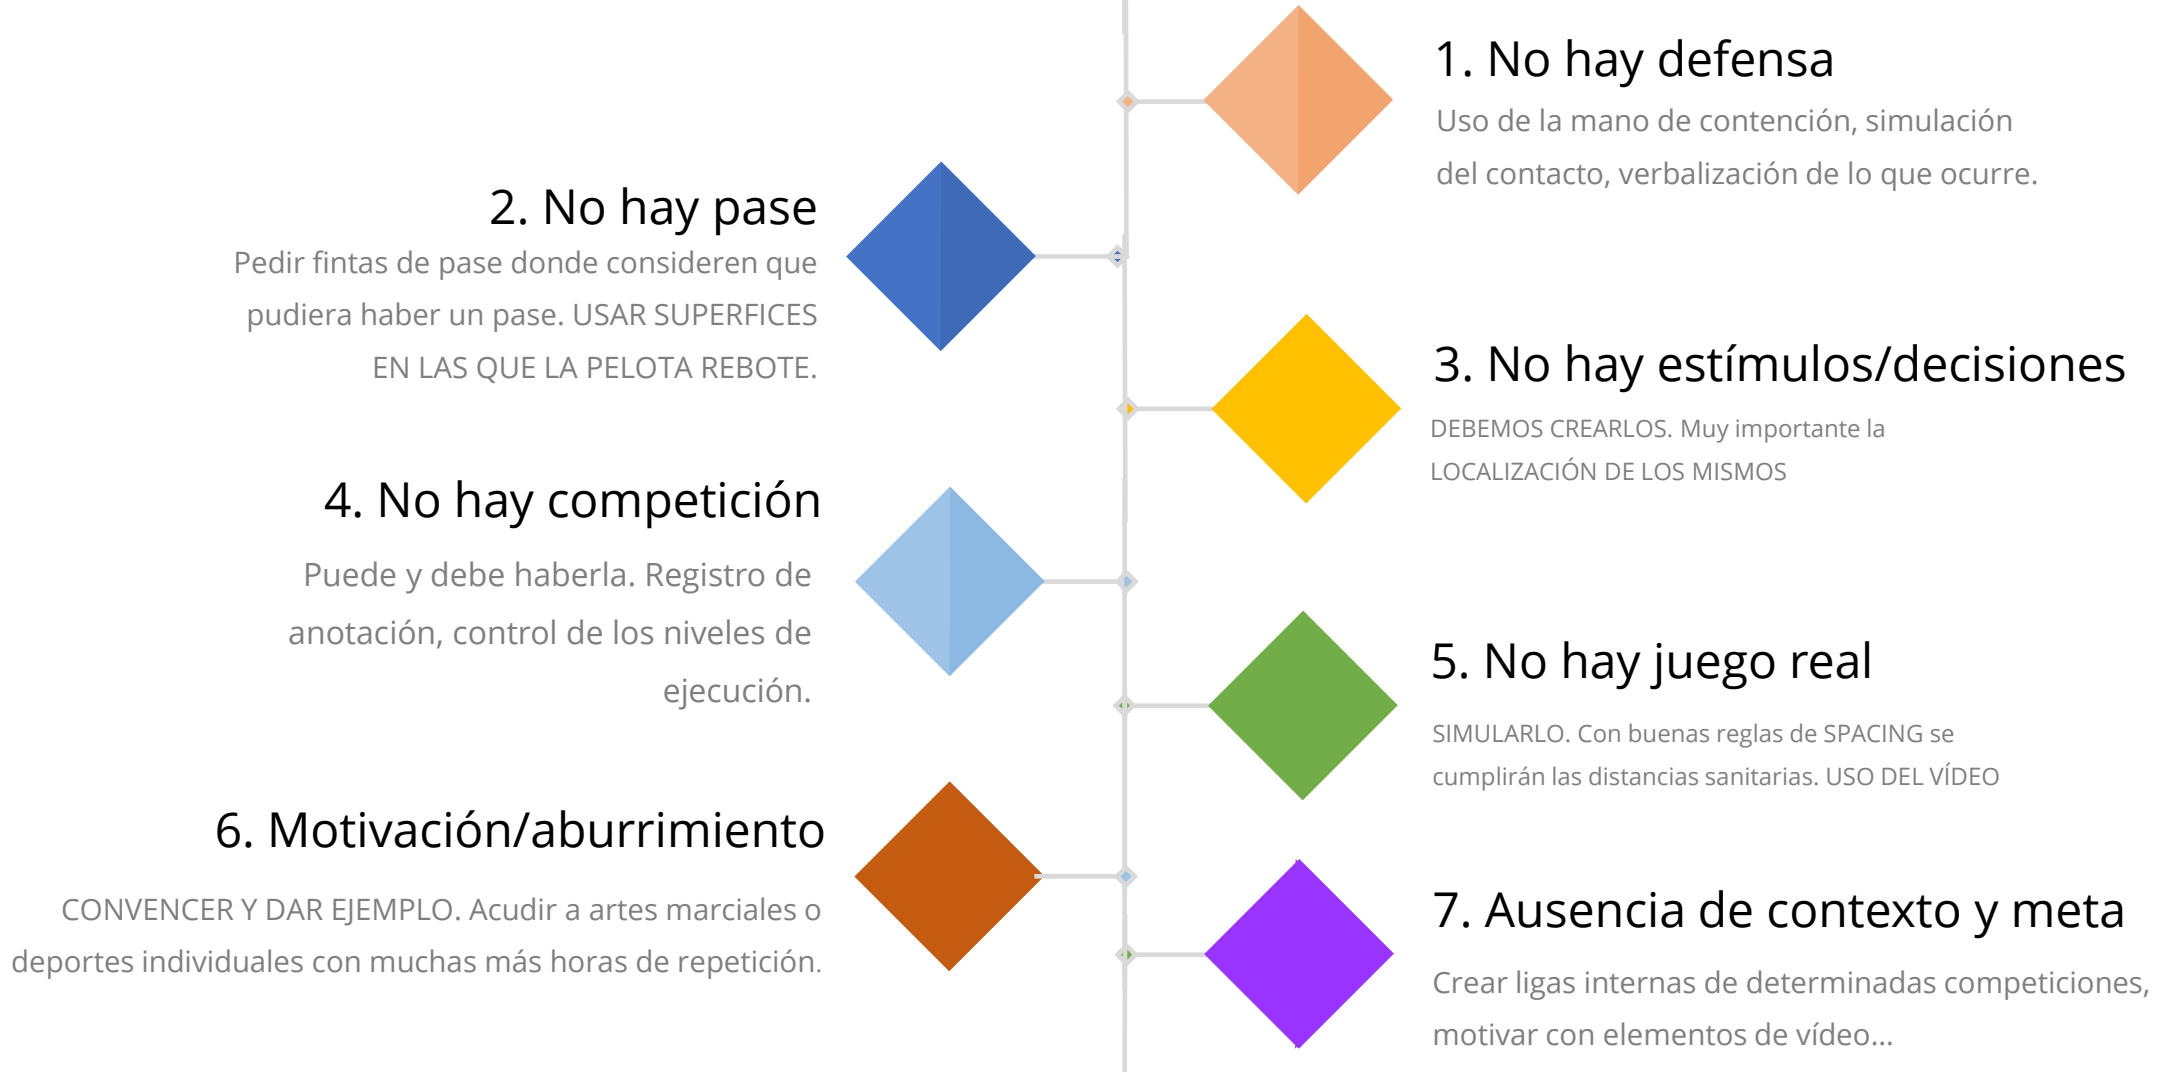 1. No hay defensa
Uso de la mano de contención, simulación
del contacto, verbalización de lo que ocurre.
2. No hay pase
Pedir fintas de pase donde consideren que
pudiera haber un pase. USAR SUPERFICES
EN LAS QUE LA PELOTA REBOTE.
3. No hay estímulos/decisiones
DEBEMOS CREARLOS. Muy importante la
LOCALIZACIÓN DE LOS MISMOS
4. No hay competición
Puede y debe haberla. Registro de
anotación, control de los niveles de
ejecución.
5. No hay juego real
SIMULARLO. Con buenas reglas de SPACING se
cumplirán las distancias sanitarias. USO DEL VÍDEO
6. Motivación/aburrimiento
CONVENCER Y DAR EJEMPLO. Acudir a artes marciales o
deportes individuales con muchas más horas de repetición.
7. Ausencia de contexto y meta
Crear ligas internas de determinadas competiciones,
motivar con elementos de vídeo...